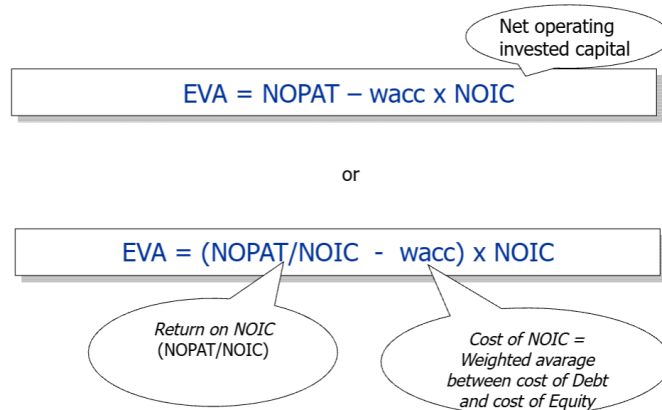 Net operating
invested capital
EVA = NOPAT – wacc x NOIC
or
EVA = (NOPAT/NOIC - wacc) x NOIC
Return on NOIC
(NOPAT/NOIC)
Cost of NOIC =
Weighted avarage
between cost of Debt
and cost of Equity